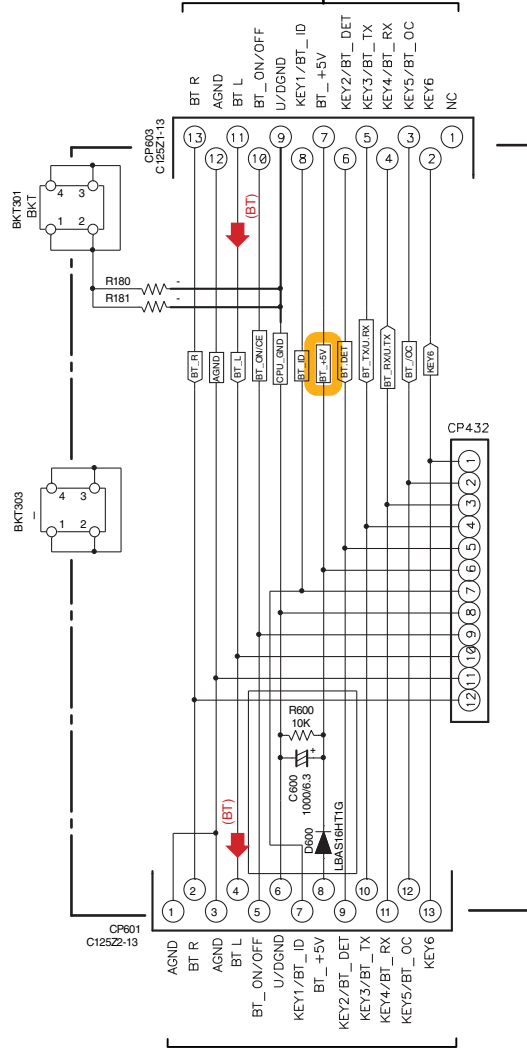 BT R
AGND
BT L
BT_ON/OFF
U/DGND
KEY1/BT_ID
BT_+5V
KEY2/BT_DET
KEY3/BT_TX
KEY4/BT_RX
KEY5/BT_OC
KEY6
NC
CP603
C125Z1-13
13
12
11
10
9
8
7
6
5
4
3
2
1
BKT301
BKT
4 3
1 2
(BT)
R180 -
R181 -
BT_R
AGND
BT_L
BT_ON/CE
CPU_GND
BT_ID
BT_+5V
BT_DET
BT_TX/U.RX
BT_RX/U.TX
BT_/OC
KEY6
BKT303
–
4 3
1 2
CP432
1
2
3
4
5
6
7
8
9
10
11
12
R600
10K
C600
1000/6.3
+
(BT)
D600
LBAS16HT1G
CP601
C125Z2-13
1
2
3
4
5
6
7
8
9
10
11
12
13
AGND
BT R
AGND
BT L
BT_ON/OFF
U/DGND
KEY1/BT_ID
BT_+5V
KEY2/BT_DET
KEY3/BT_TX
KEY4/BT_RX
KEY5/BT_OC
KEY6